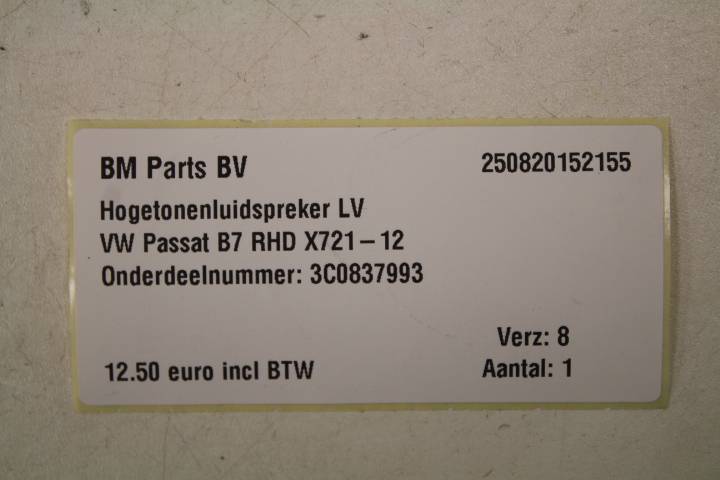 BM Parts BV 250820152155
Hogetonenluidspreker LV
VW Passat B7 RHD X721-12
Onderdeelnummer: 3C0837993
Verz: 8
12.50 euro incl BTW Aantal: 1